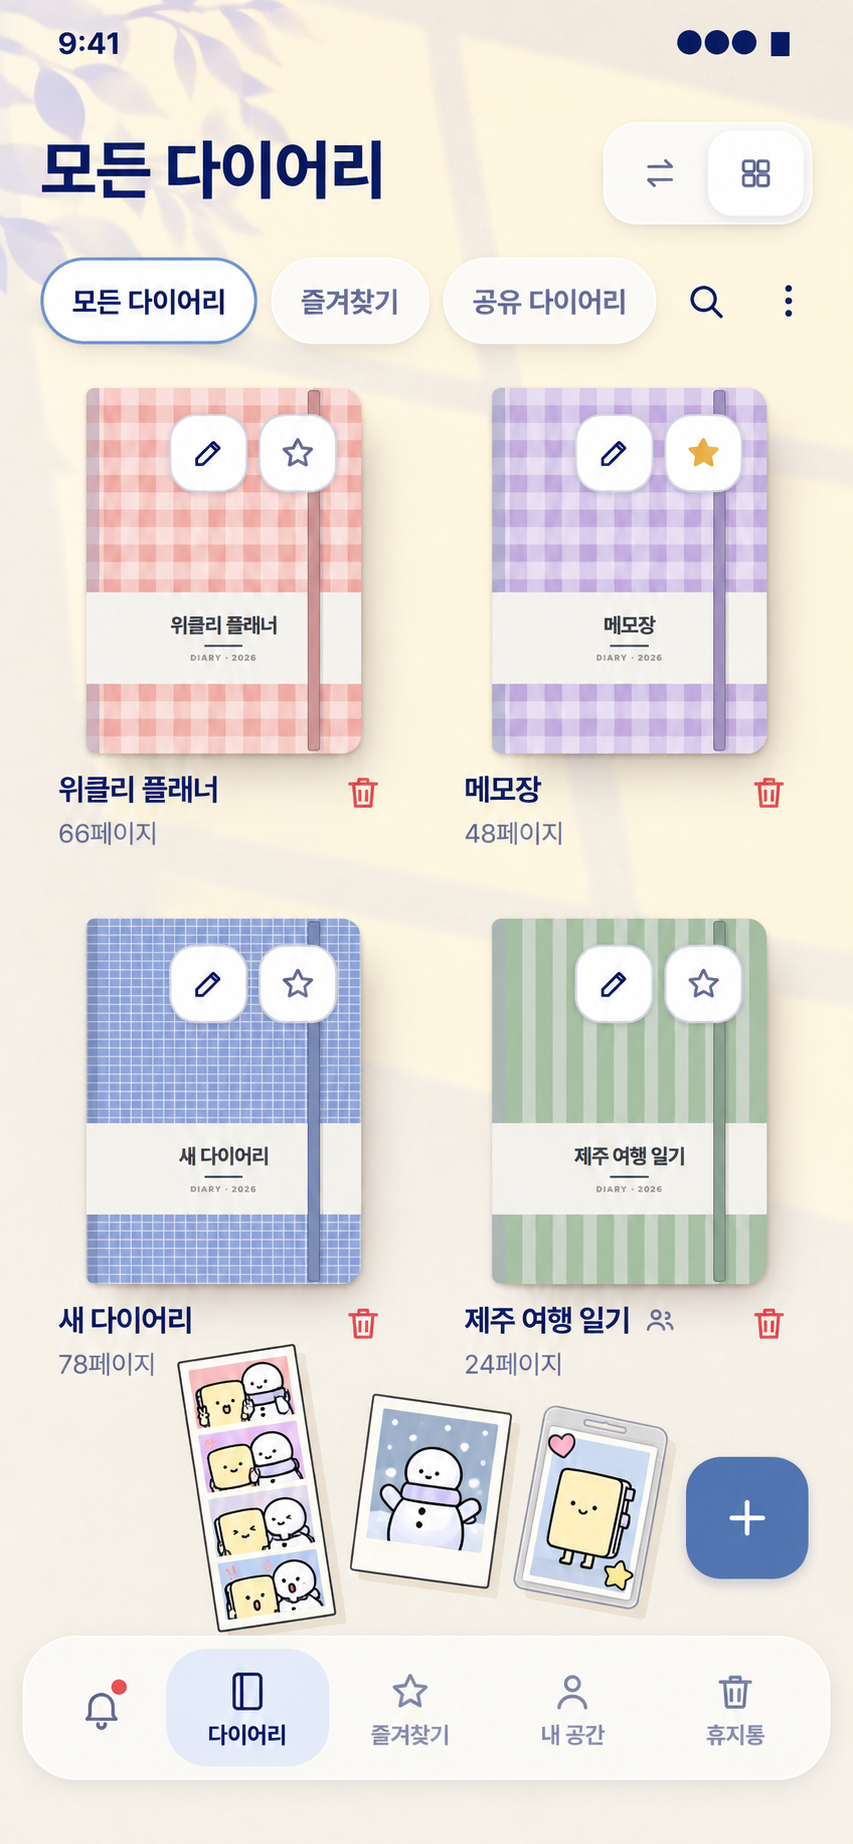 9:41
모든 다이어리
모든 다이어리 즐겨찾기 공유 다이어리
위클리 플래너
DIARY · 2026
메모장
DIARY · 2026
위클리 플래너
66페이지
메모장
48페이지
새 다이어리
DIARY · 2026
제주 여행 일기
DIARY · 2026
새 다이어리
78페이지
제주 여행 일기
24페이지
다이어리 즐겨찾기 내 공간 휴지통